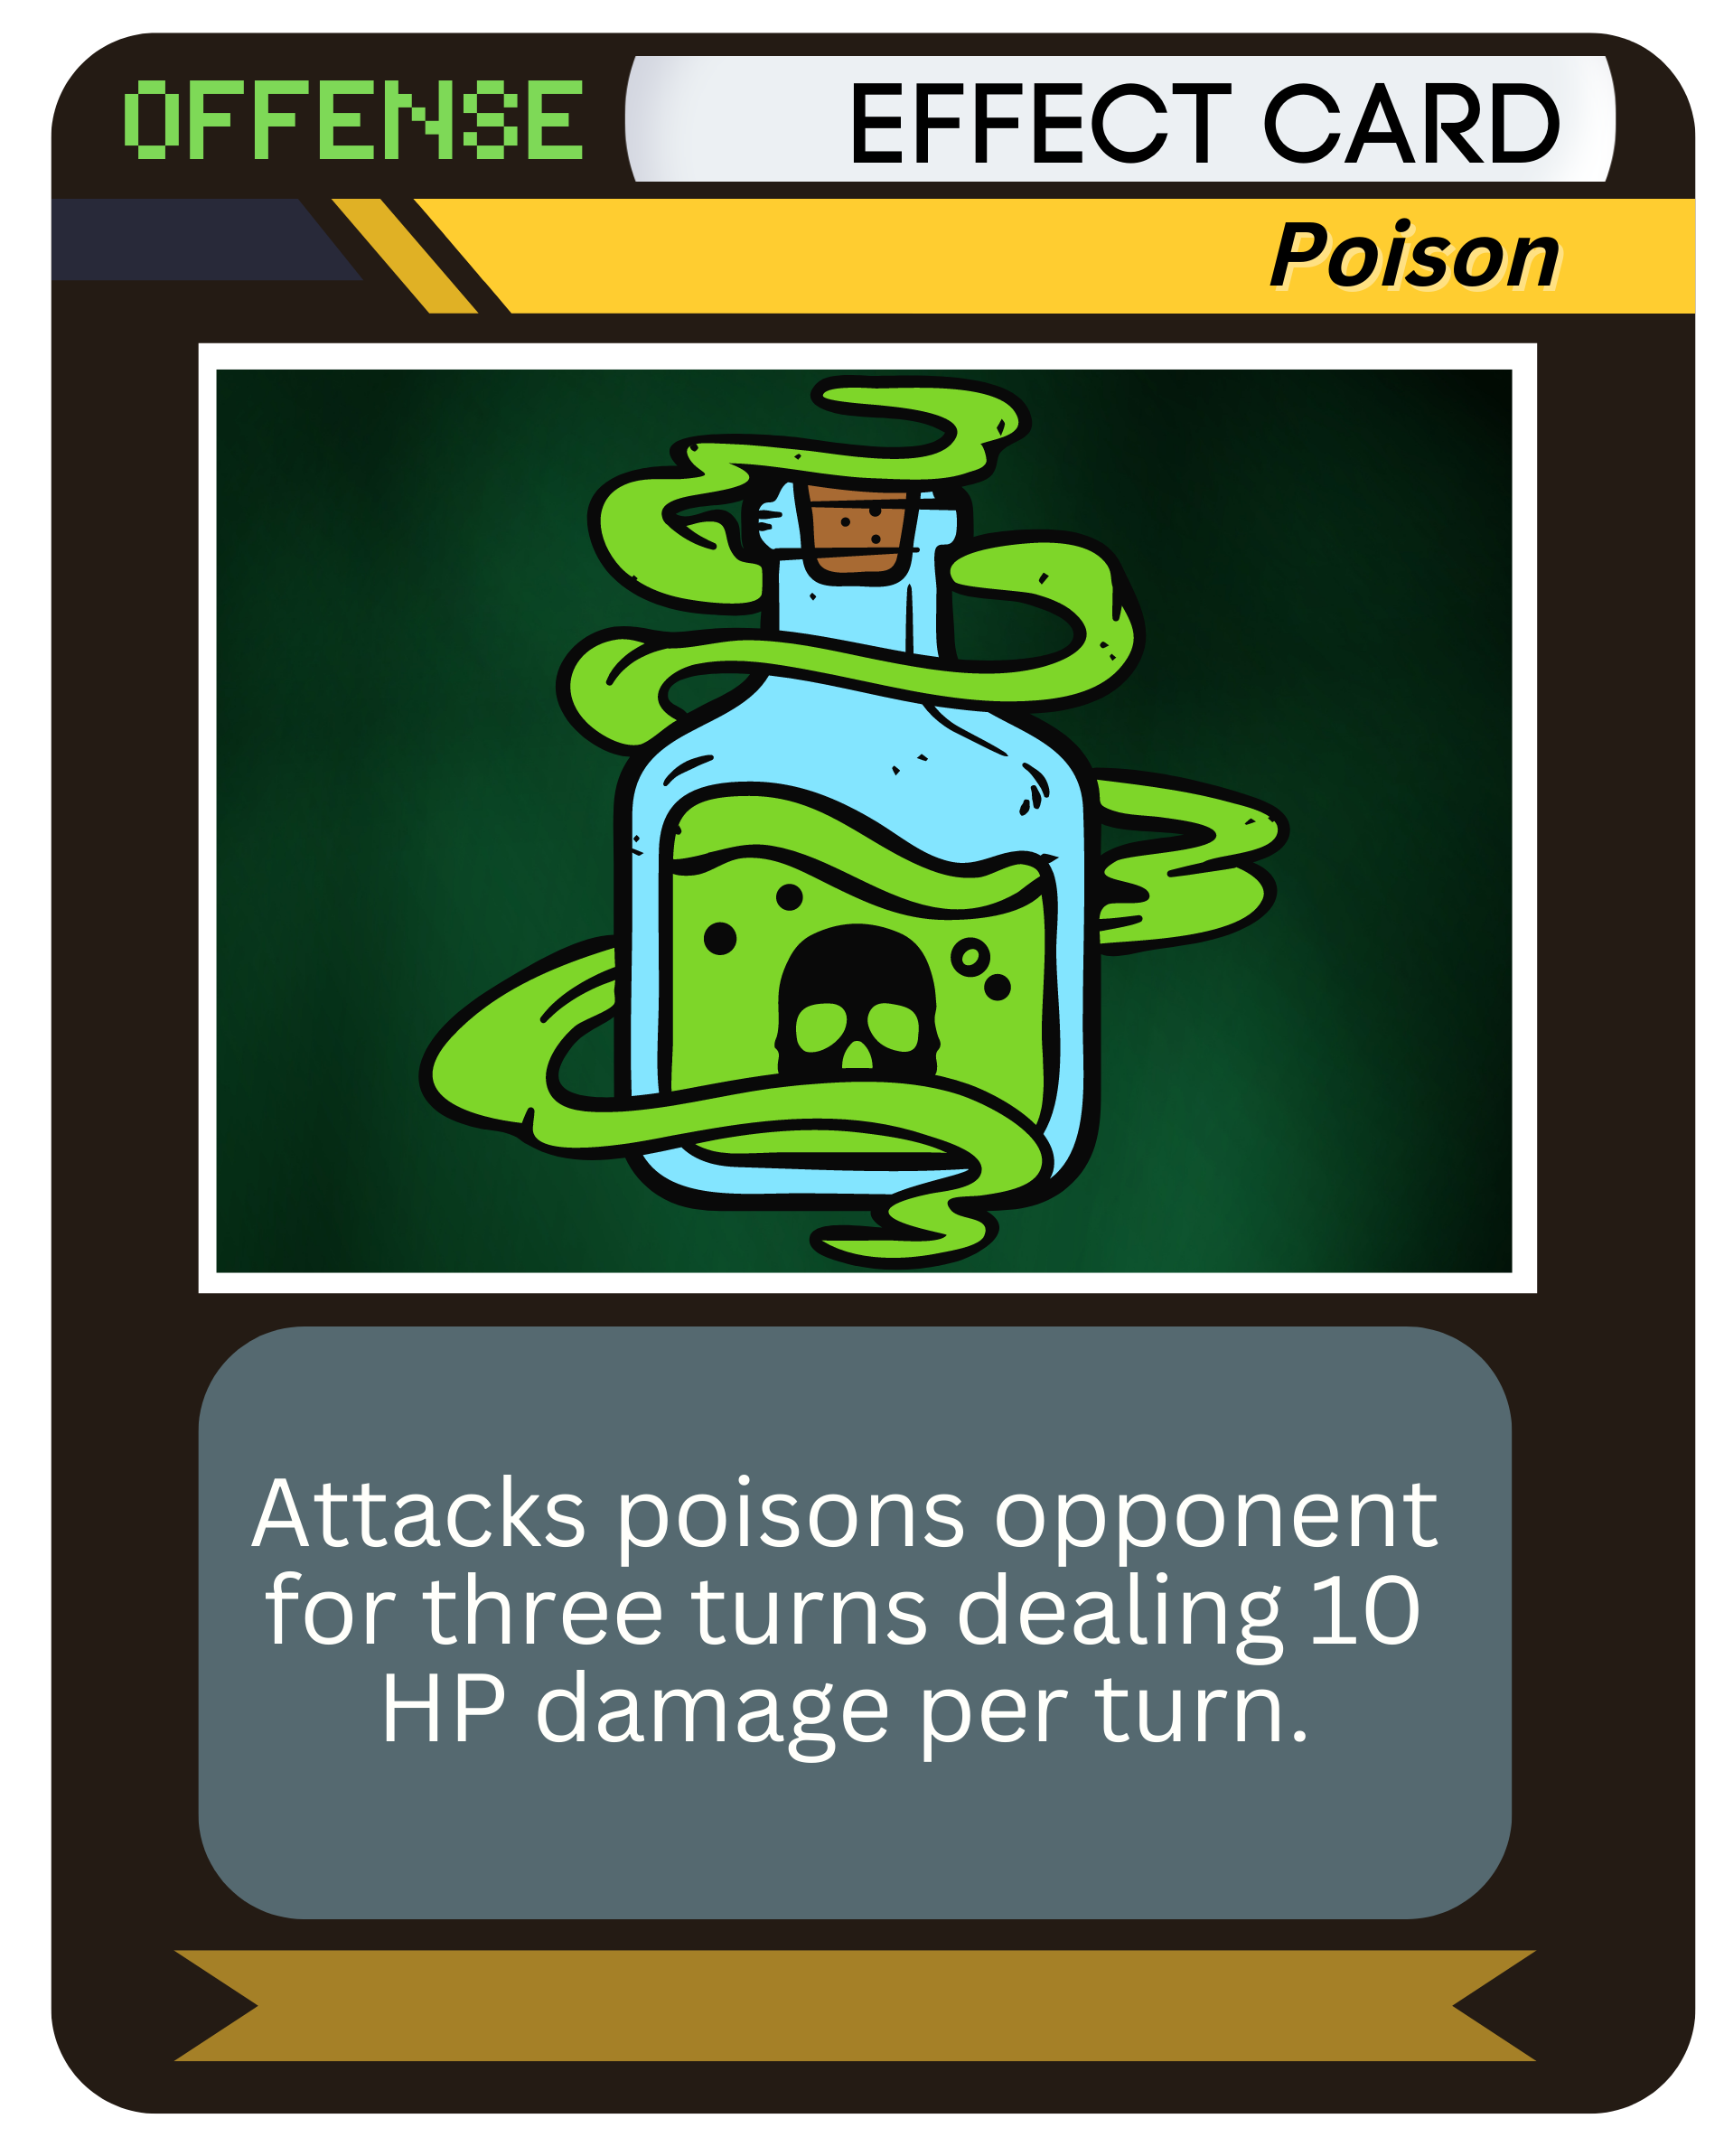 OFFENSE
EFFECT CARD
Poison
Attacks poisons opponent
for three turns dealing 10
HP damage per turn.